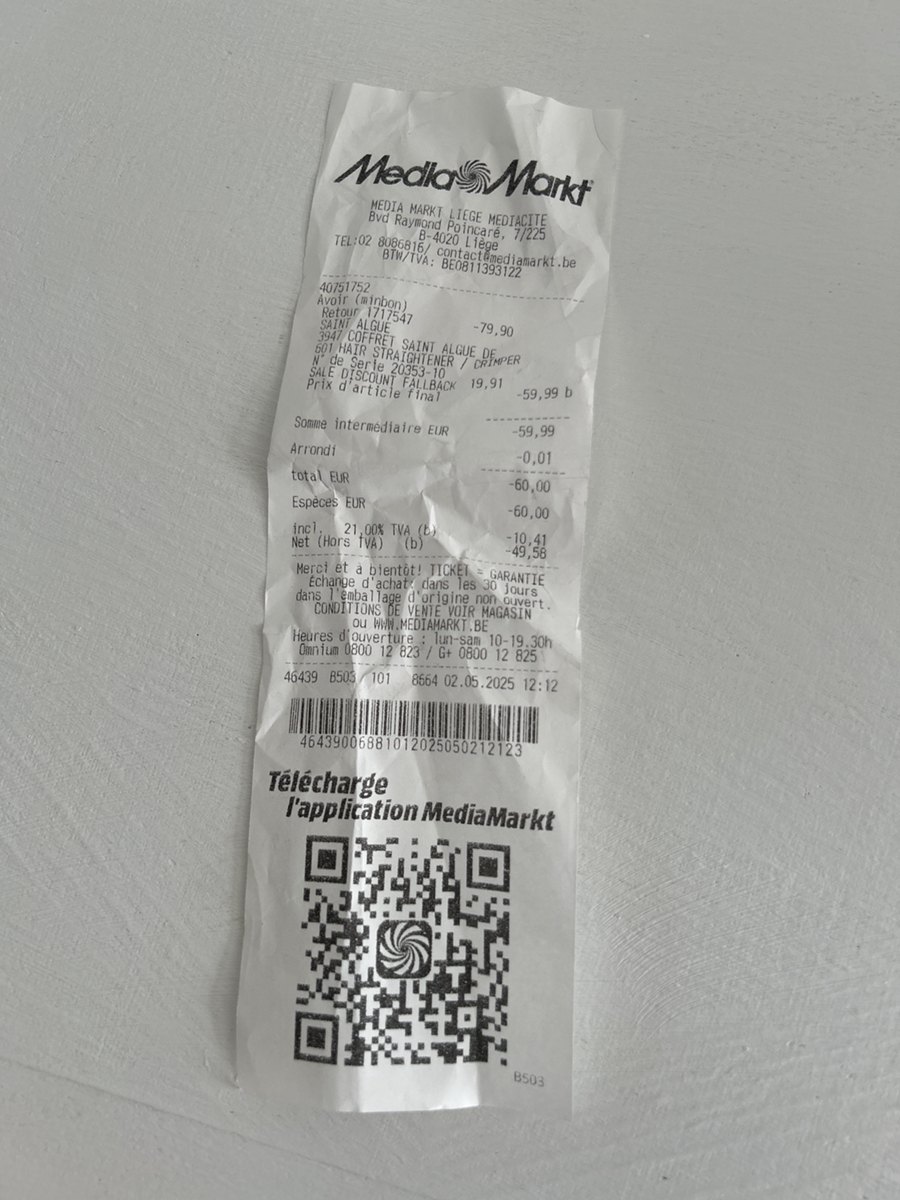 Media Markt
MEDIA MARKT LIEGE MEDIACITE
Bvd Raymond Poincaré, 7/225
B-4020 Liège
TEL:02 8086816/ contact@mediamarkt.be
BTW/TVA: BE0811393122
40751752
Avoir (minbon)
Retour 1717547 -79,90
SAINT ALGUE
3947 COFFRET SAINT ALGUE DE
601 HAIR STRAIGHTENER / CRIMPER
N° de Serie 20353-10
SALE DISCOUNT FALLBACK 19,91
Prix d'article final -59,99 b
Somme intermédiaire EUR -59,99
Arrondi -0,01
total EUR -60,00
Espèces EUR -60,00
incl. 21,00% TVA (b) -10,41
Net (Hors TVA) (b) -49,58
Merci et à bientôt! TICKET = GARANTIE
Échange d'achat: dans les 30 jours
dans l'emballage d'origine non ouvert.
CONDITIONS DE VENTE VOIR MAGASIN
ou WWW.MEDIAMARKT.BE
Heures d'ouverture : lun-sam 10-19.30h
Omnium 0800 12 823 / G+ 0800 12 825
46439 B503 101 8664 02.05.2025 12:12
4643900688101202505021 2123
Télécharge
l'application MediaMarkt
B503